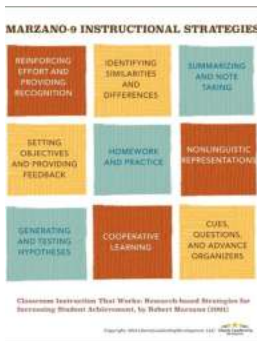 MARZANO-9 INSTRUCTIONAL STRATEGIES
REINFORCING
EFFORT AND
PROVIDING
RECOGNITION
IDENTIFYING
SIMILARITIES
AND
DIFFERENCES
SUMMARIZING
AND NOTE
TAKING
SETTING
OBJECTIVES
AND PROVIDING
FEEDBACK
HOMEWORK
AND PRACTICE
NONLINGUISTIC
REPRESENTATIONS
GENERATING
AND TESTING
HYPOTHESES
COOPERATIVE
LEARNING
CUES,
QUESTIONS,
AND ADVANCE
ORGANIZERS
Classroom Instruction That Works: Research-based Strategies for
Increasing Student Achievement, by Robert Marzano (2001)
Copyright